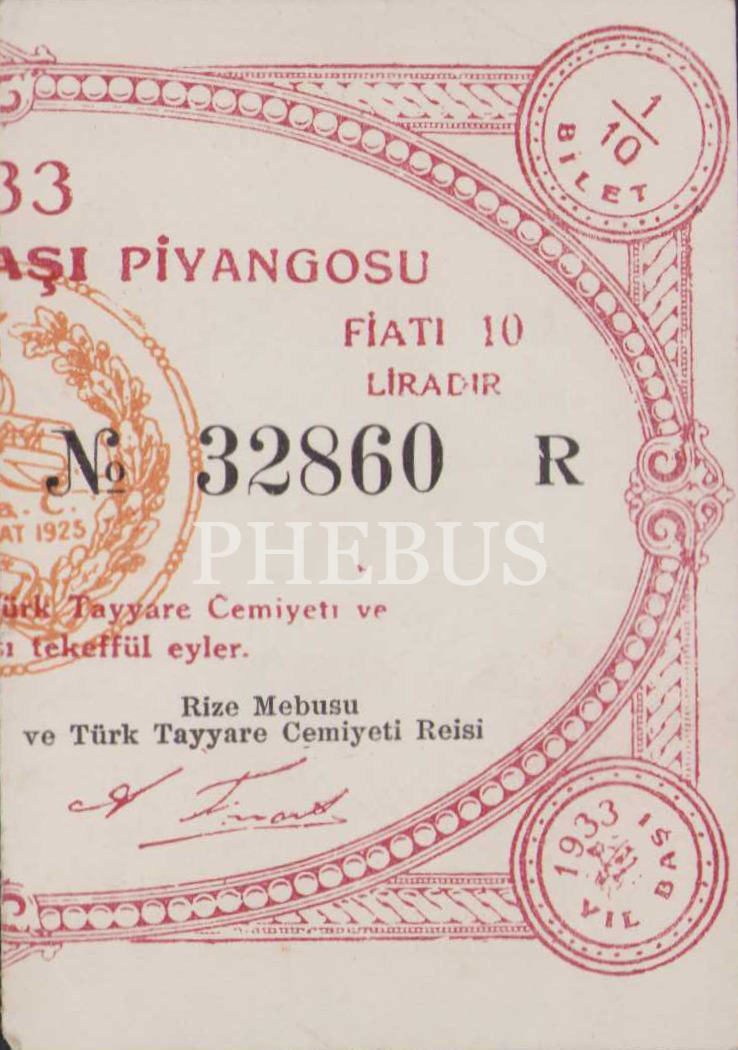 1/10
BİLET
33
AŞI PİYANGOSU
FİATI 10
LİRADIR
№ 32860 R
a. C.
AT 1925
PHEBUS
ürk Tayyare Cemiyeti ve
ı tekeffül eyler.
Rize Mebusu
ve Türk Tayyare Cemiyeti Reisi
1933
YIL BAŞI